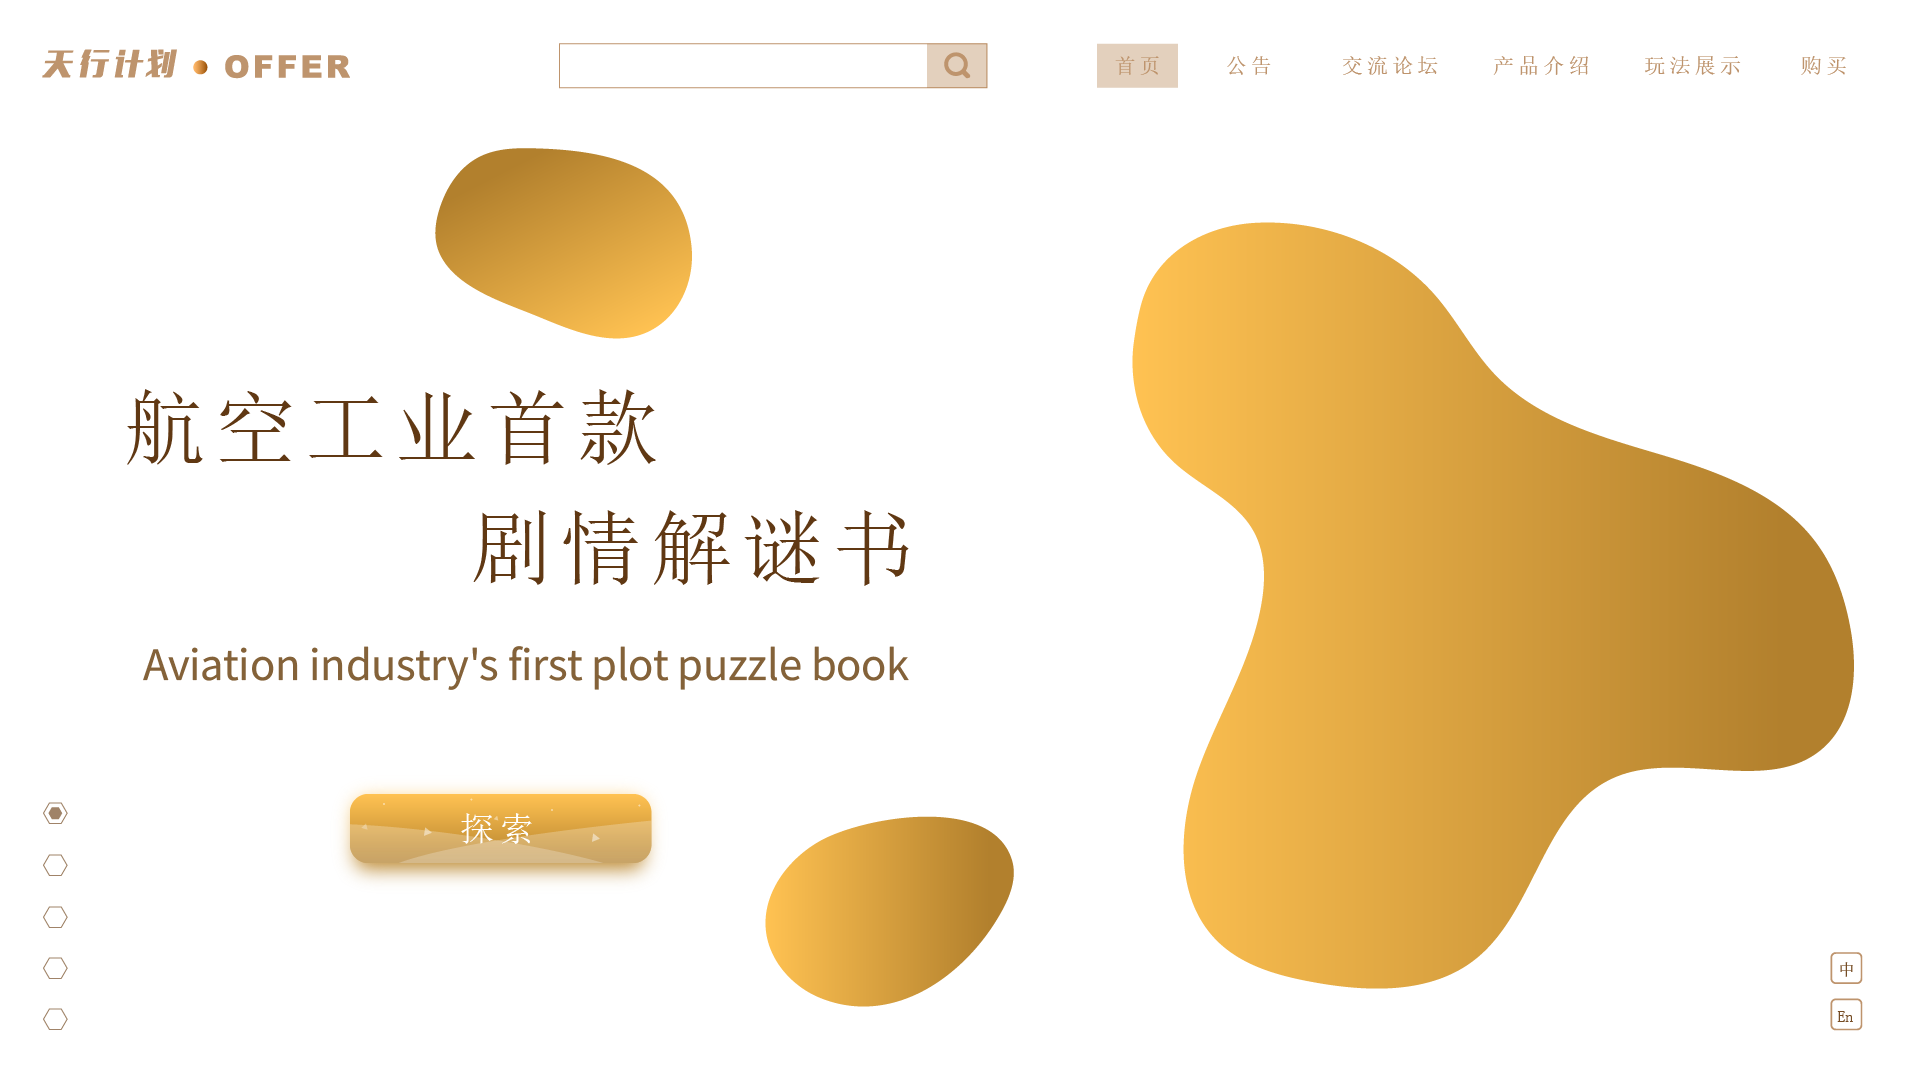 天行计划 • OFFER
首页 公告 交流论坛 产品介绍 玩法展示 购买
航空工业首款
剧情解谜书
Aviation industry's first plot puzzle book
探索
中
En